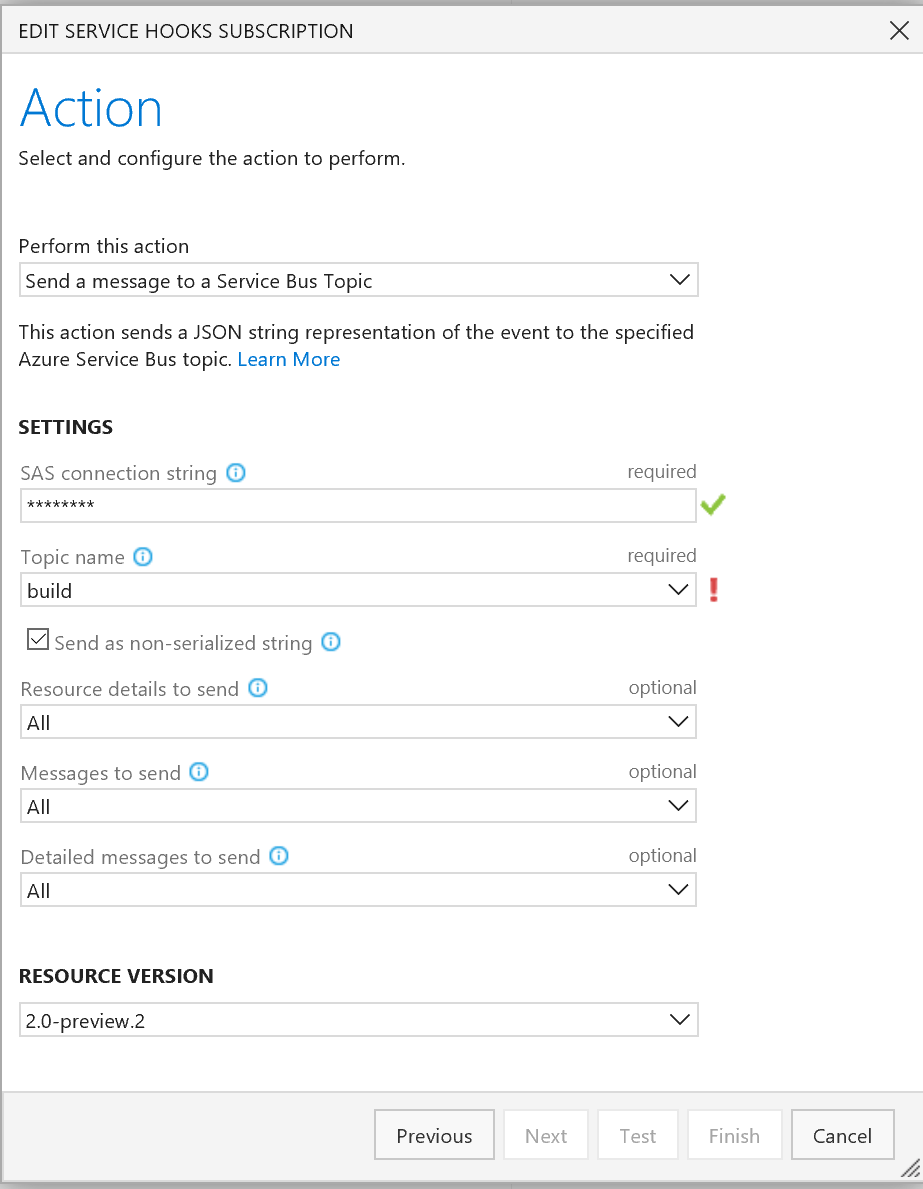 EDIT SERVICE HOOKS SUBSCRIPTION
Action
Select and configure the action to perform.
Perform this action
Send a message to a Service Bus Topic
This action sends a JSON string representation of the event to the specified
Azure Service Bus topic. Learn More
SETTINGS
SAS connection string required
********
Topic name required
build
Send as non-serialized string
Resource details to send optional
All
Messages to send optional
All
Detailed messages to send optional
All
RESOURCE VERSION
2.0-preview.2
Previous Next Test Finish Cancel